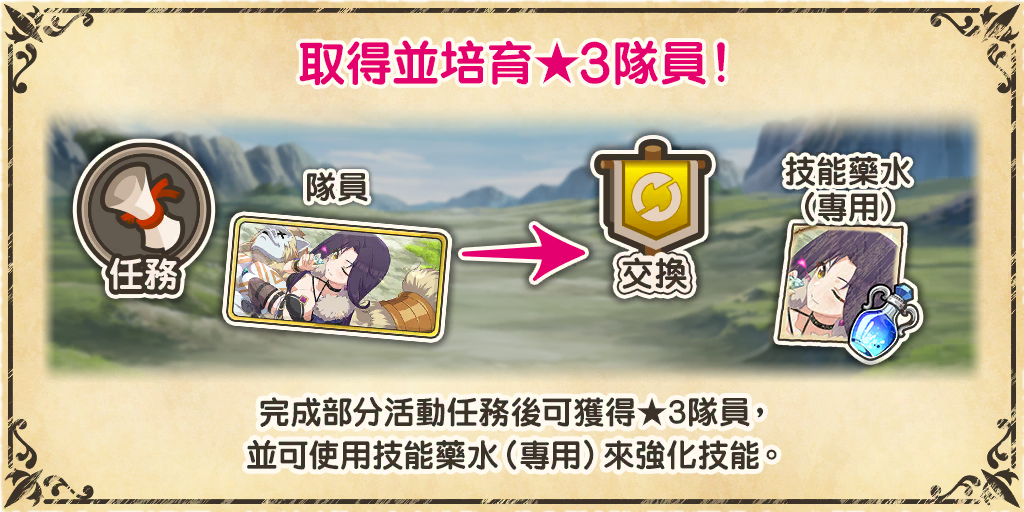 取得並培育★3隊員！
任務
隊員
交換
技能藥水
（專用）
完成部分活動任務後可獲得★3隊員，
並可使用技能藥水（專用）來強化技能。